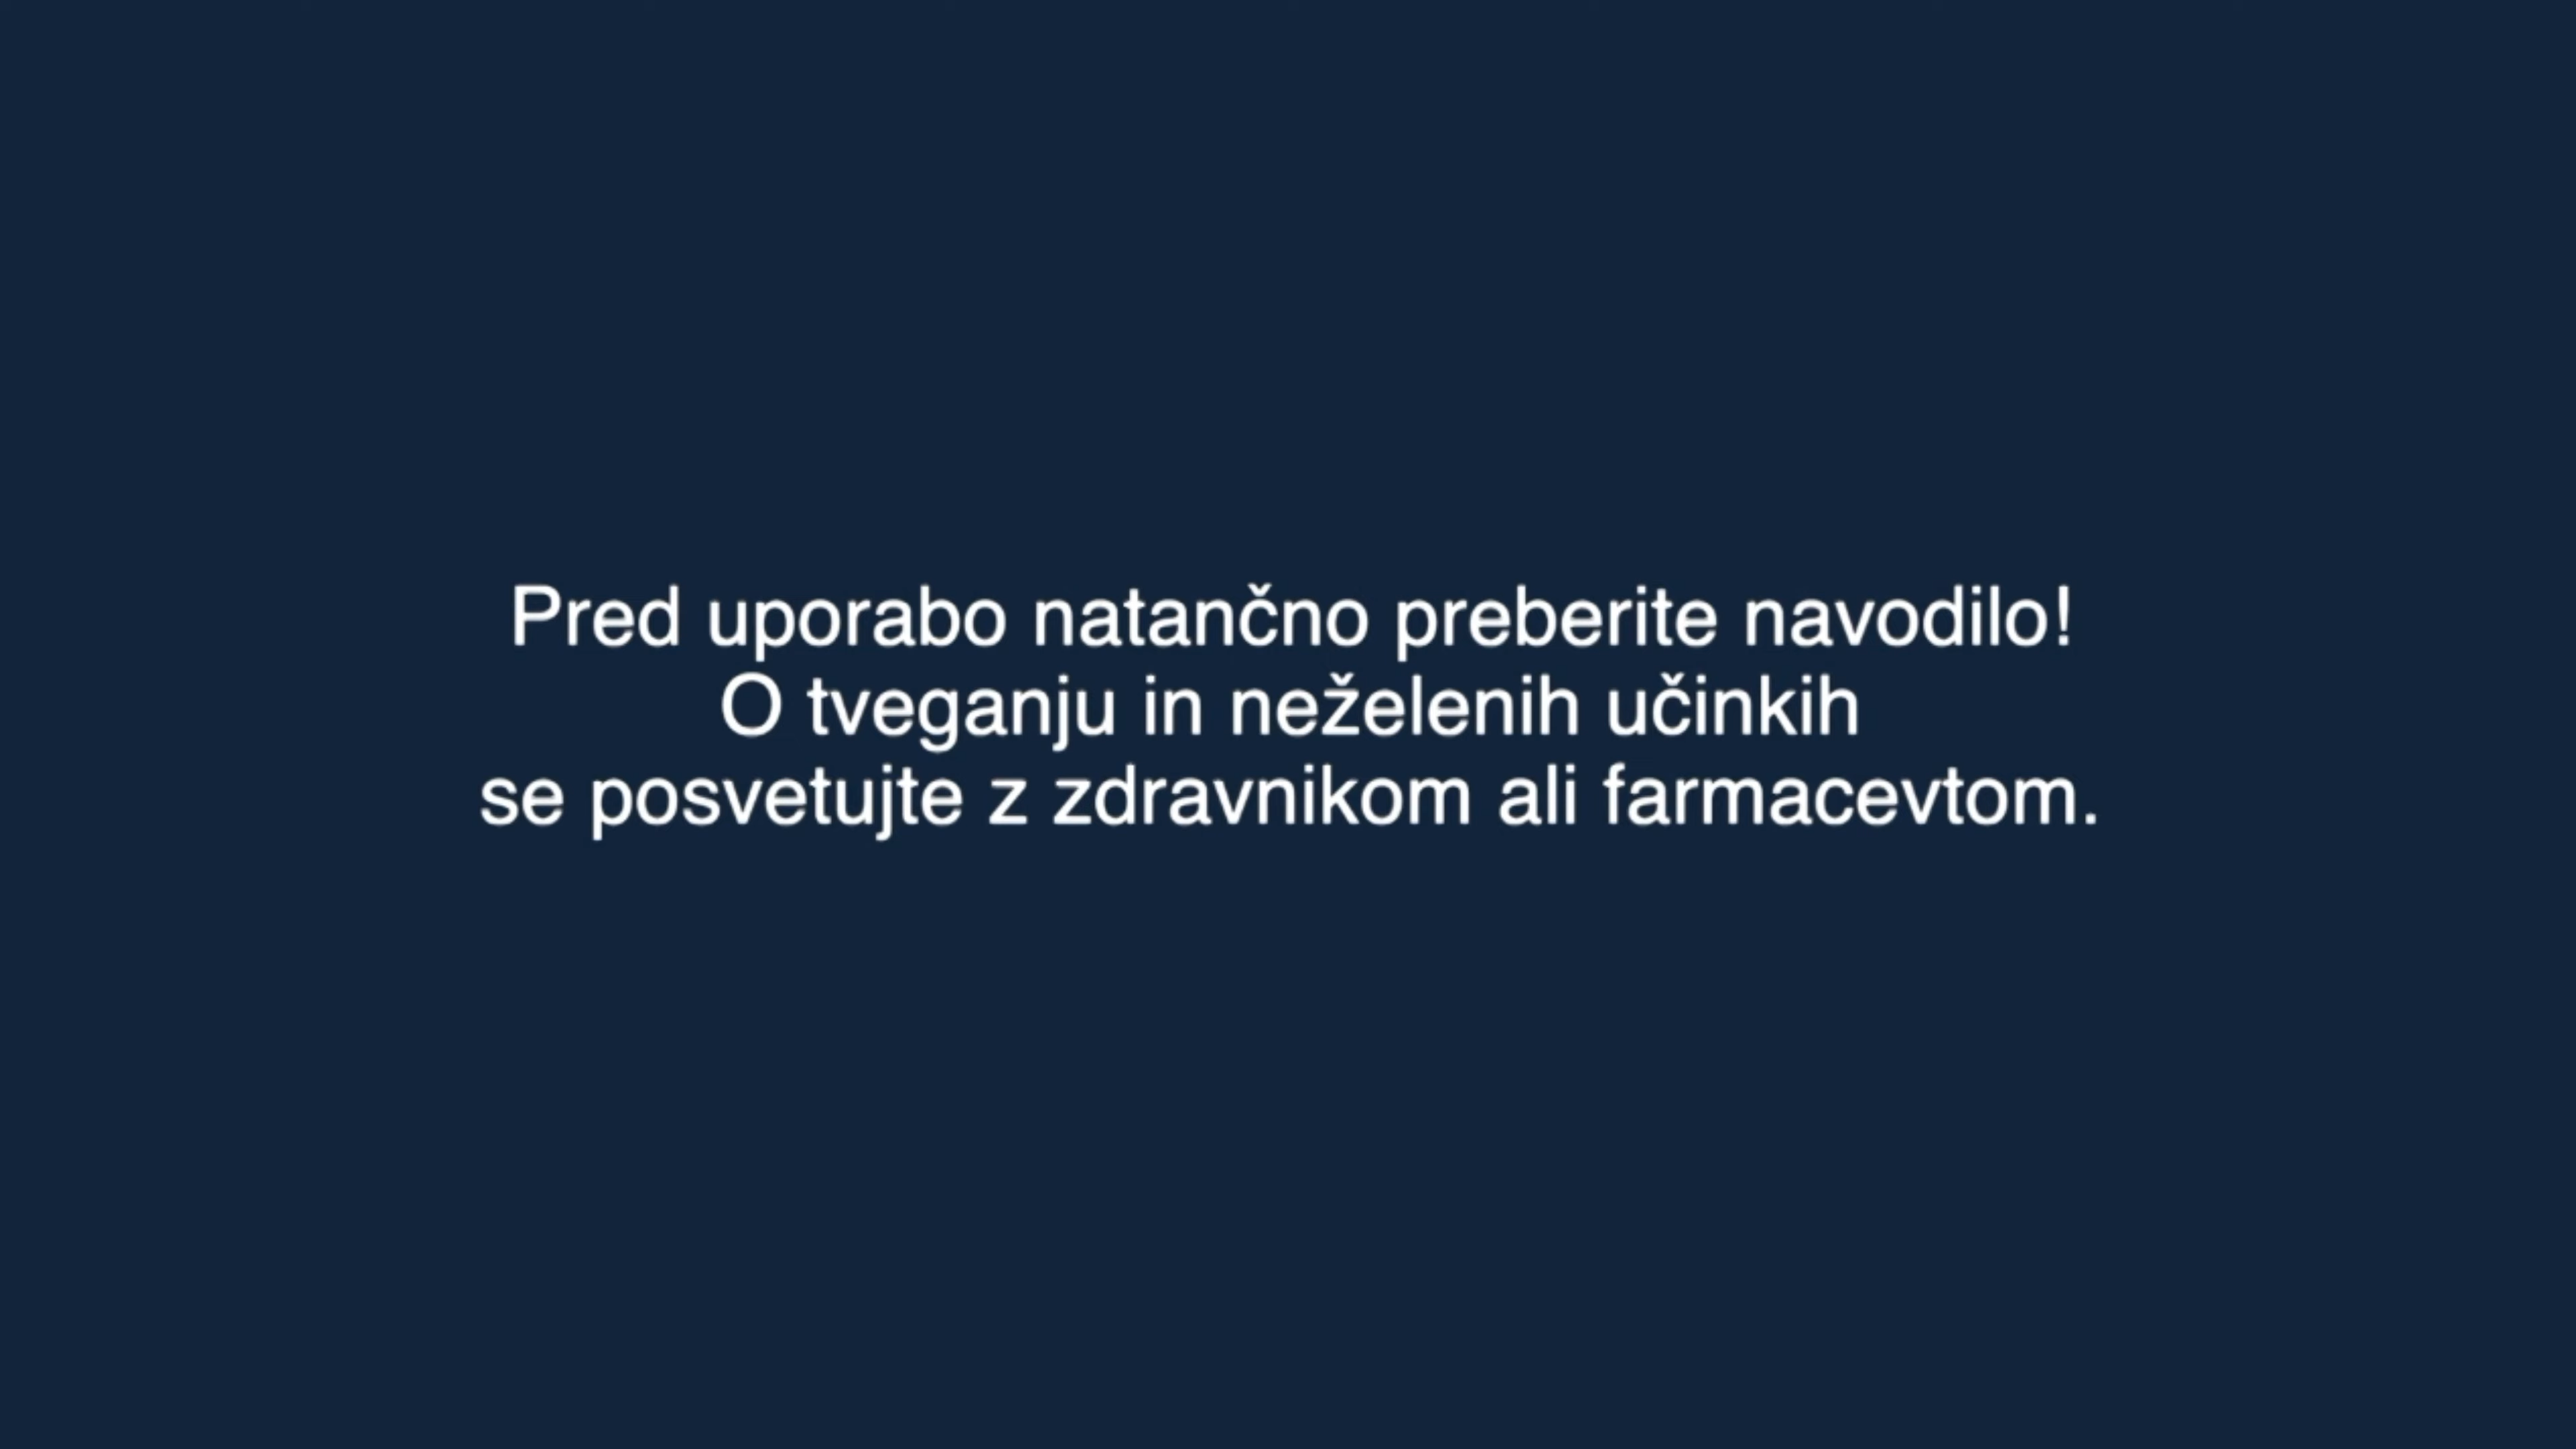 Pred uporabo natančno preberite navodilo!
O tveganju in neželenih učinkih
se posvetujte z zdravnikom ali farmacevtom.